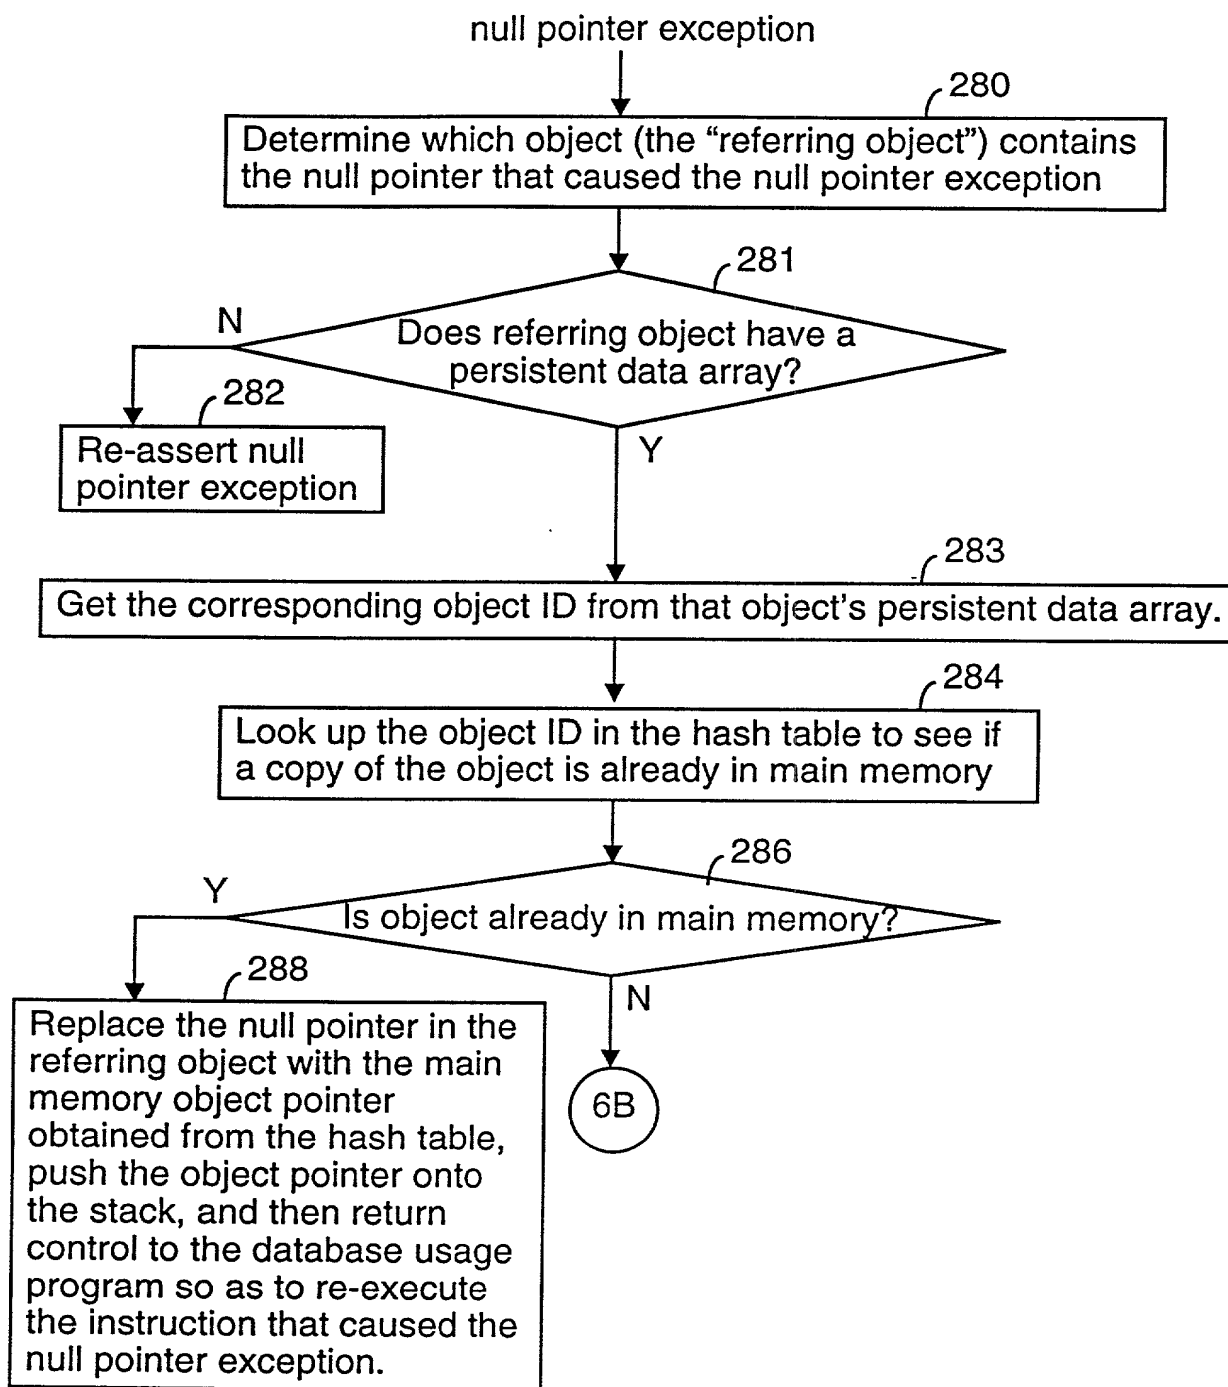 null pointer exception
280
Determine which object (the “referring object”) contains
the null pointer that caused the null pointer exception
281
N
Does referring object have a
persistent data array?
282
Y
Re-assert null
pointer exception
283
Get the corresponding object ID from that object's persistent data array.
284
Look up the object ID in the hash table to see if
a copy of the object is already in main memory
286
Y
Is object already in main memory?
288
N
Replace the null pointer in the
referring object with the main
memory object pointer
obtained from the hash table,
push the object pointer onto
the stack, and then return
control to the database usage
program so as to re-execute
the instruction that caused the
null pointer exception.
6B